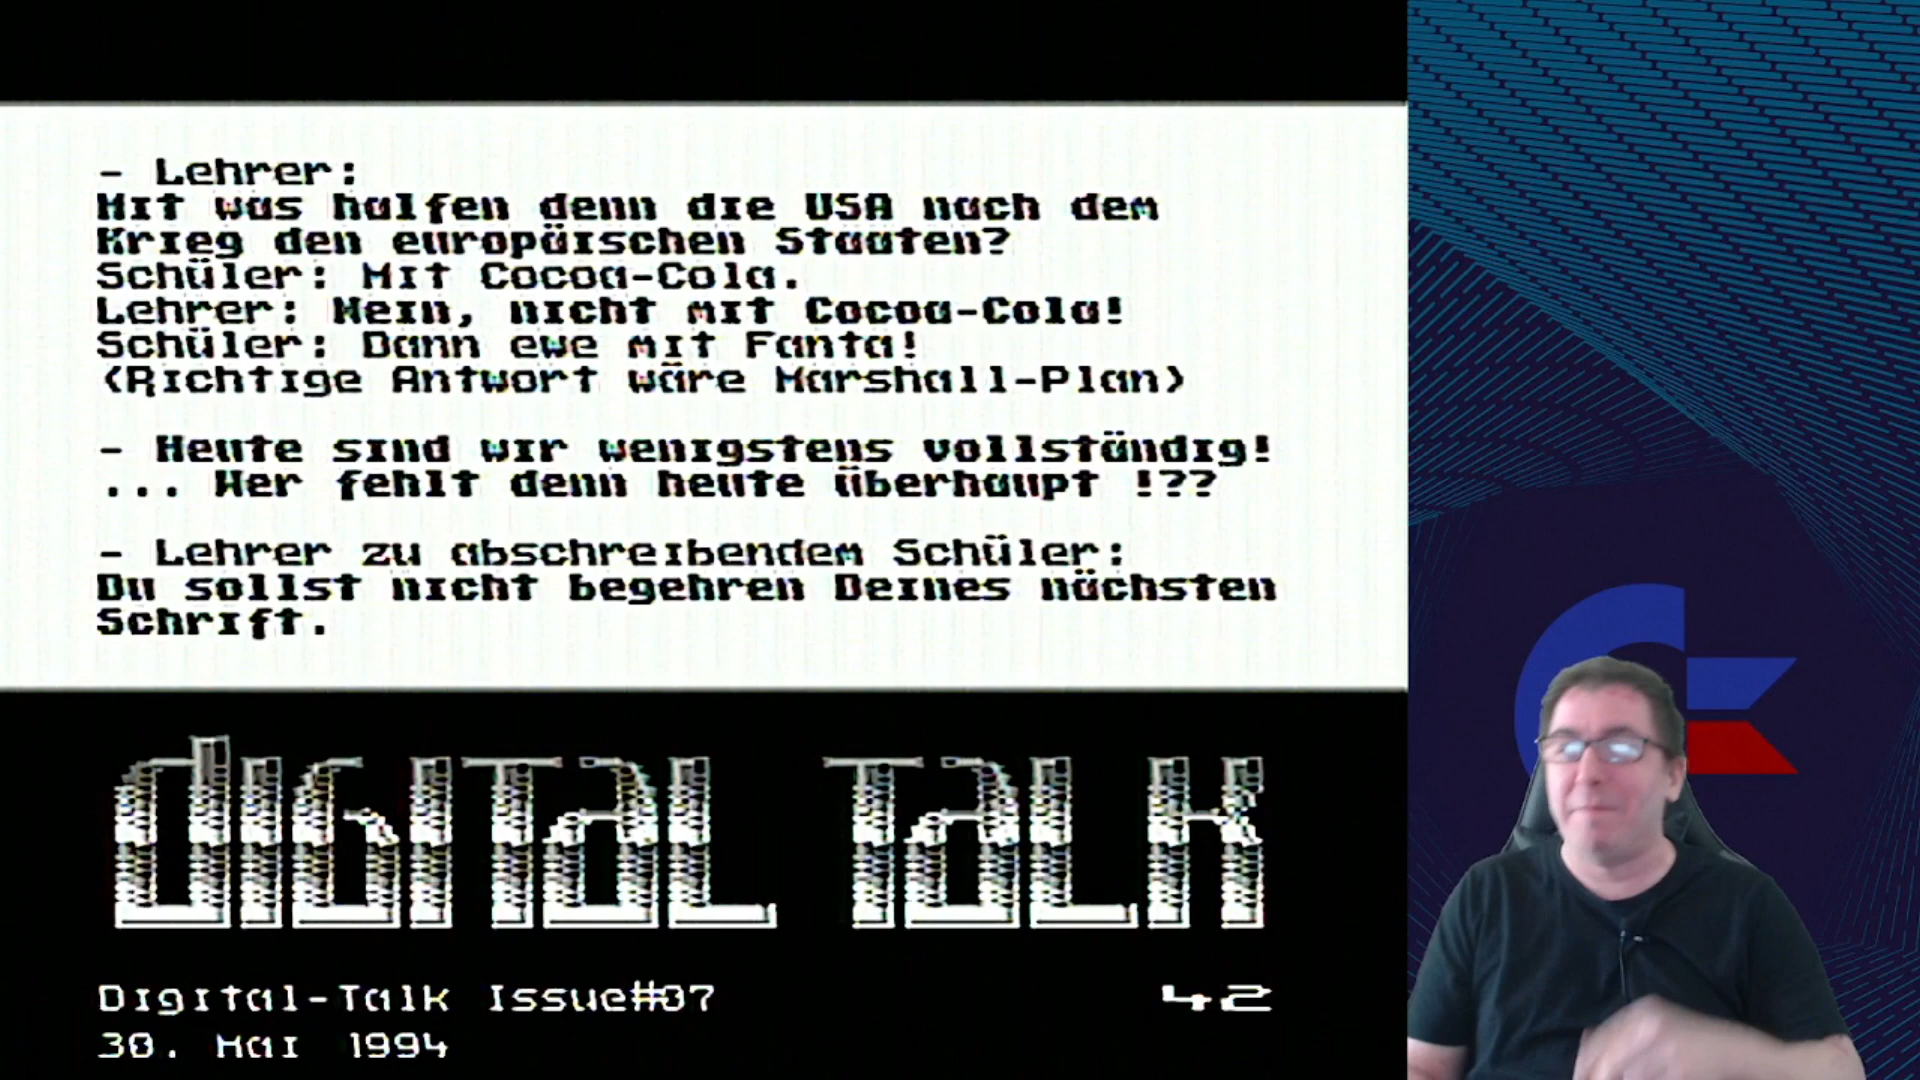 - Lehrer:
Mit was halfen denn die USA nach dem
Krieg den europäischen Staaten?
Schüler: Mit Cocoa-Cola.
Lehrer: Nein, nicht mit Cocoa-Cola!
Schüler: Dann ewe mit Fanta!
(Richtige Antwort wäre Marshall-Plan)
- Heute sind wir wenigstens vollständig!
... Wer fehlt denn heute überhaupt !??
- Lehrer zu abschreibendem Schüler:
Du sollst nicht begehren Deines nächsten
Schrift.
DIGITAL TALK
Digital-Talk Issue#07
42
30. Mai 1994